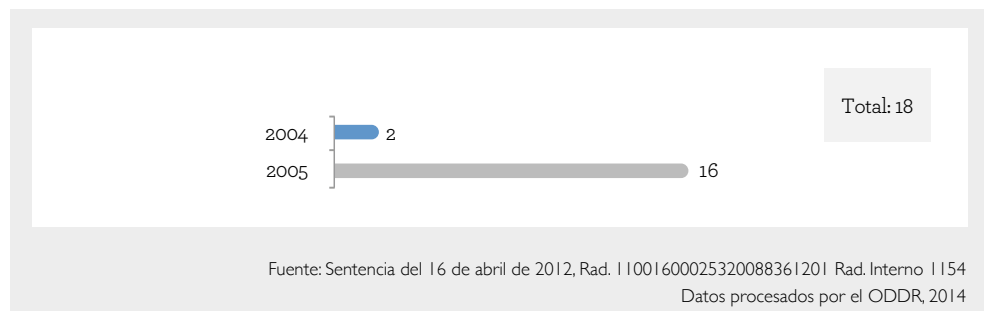 Total: 18
2004 2
2005 16
Fuente: Sentencia del 16 de abril de 2012, Rad. 110016000253200883612​01 Rad. Interno 1154
Datos procesados por el ODDR, 2014